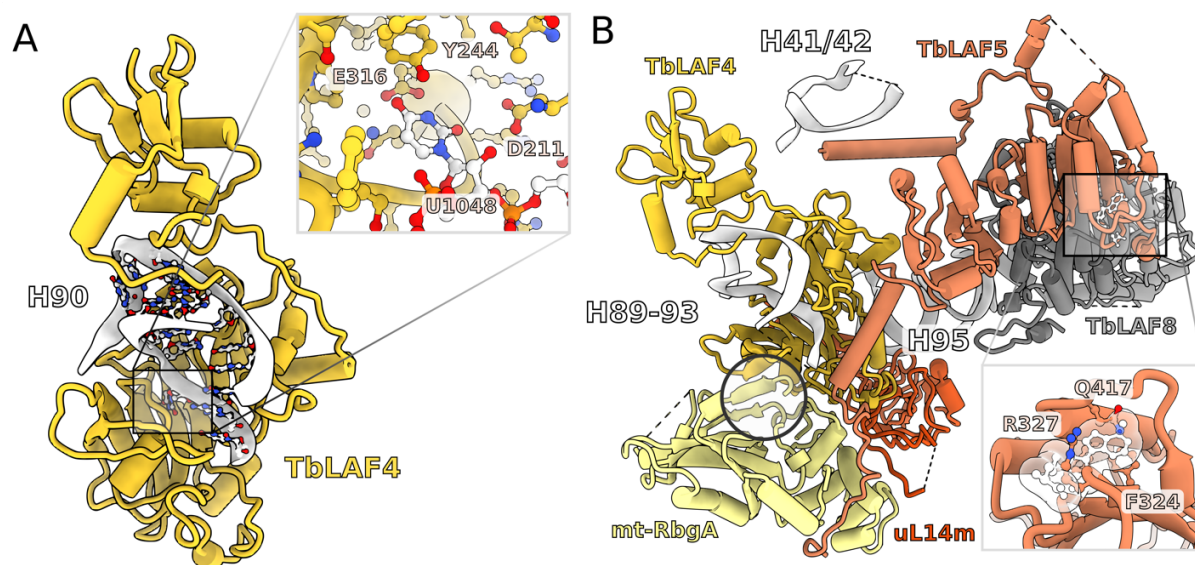 A
Y244
E316
D211
U1048
H90
TbLAF4
B
H41/42
TbLAF5
TbLAF4
H89-93
H95
TbLAF8
mt-RbgA
uL14m
Q417
R327
F324